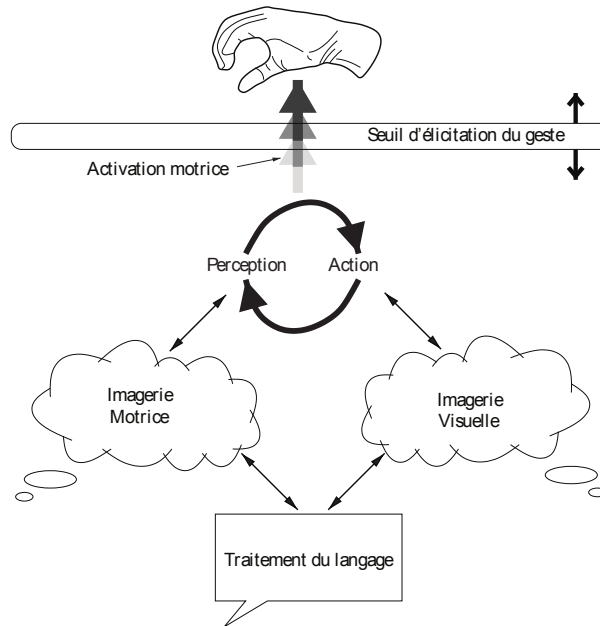 Seuil d'élicitation du geste
Activation motrice
Perception Action
Imagerie
Motrice
Imagerie
Visuelle
Traitement du langage